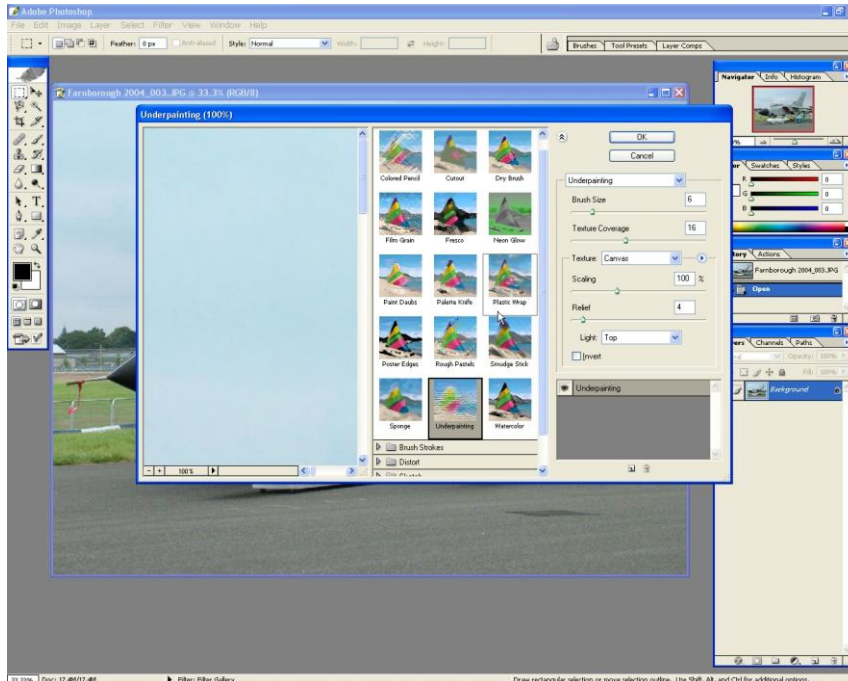 Adobe Photoshop
File Edit Image Layer Select Filter View Window Help
Feather: 0 px Anti-aliased Style: Normal Width: Height: Brushes Tool Presets Layer Comps
Navigator Info Histogram
Farnborough 2004_003.JPG @ 33.3% (RGB/8)
Underpainting (100%)
OK
Cancel
Colored Pencil Cutout Dry Brush
Underpainting
Brush Size 6
Swatches Styles
R 0
G 0
B 0
Film Grain Fresco Neon Glow
Texture Coverage 16
Texture: Canvas
Actions
Farnborough 2004_003.JPG
Open
Scaling 100 %
Paint Daubs Palette Knife Plastic Wrap
Relief 4
Light: Top
Invert
Channels Paths
Opacity: 100%
Fill: 100%
Background
Poster Edges Rough Pastels Smudge Stick
Underpainting
Sponge Underpainting Watercolor
Brush Strokes
Distort
Sketch
100%
33.33% Doc: 17.4M/17.4M Filter: Filter Gallery Draw rectangular selection or move selection outline. Use Shift, Alt, and Ctrl for additional options.